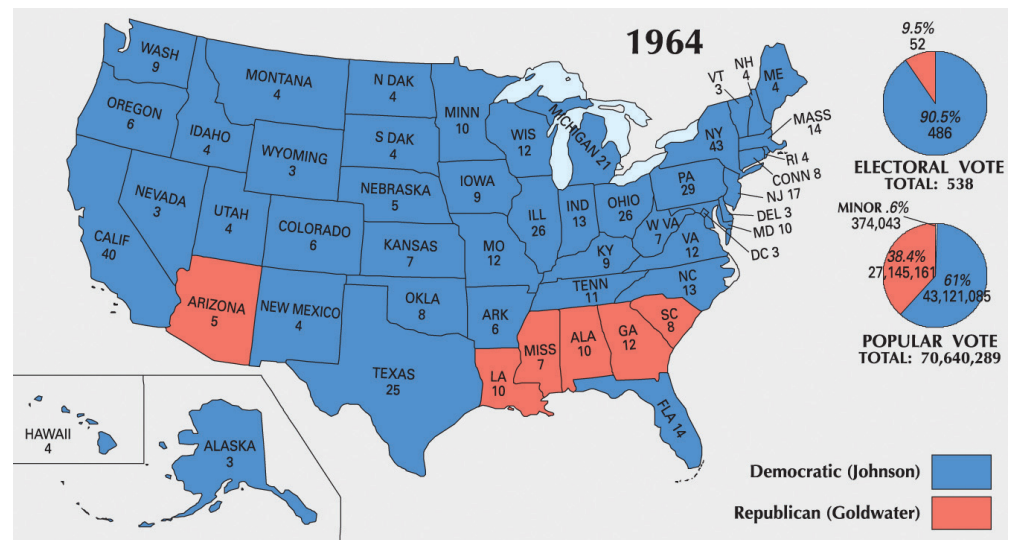 1964
WASH
9
OREGON
6
CALIF
40
NEVADA
3
IDAHO
4
MONTANA
4
WYOMING
3
UTAH
4
ARIZONA
5
COLORADO
6
NEW MEXICO
4
N DAK
4
S DAK
4
NEBRASKA
5
KANSAS
7
OKLA
8
TEXAS
25
MINN
10
IOWA
9
MO
12
ARK
6
LA
10
WIS
12
ILL
26
MICHIGAN 21
IND
13
OHIO
26
KY
9
TENN
11
MISS
7
ALA
10
GA
12
FLA 14
SC
8
NC
13
VA
12
W VA
7
PA
29
NY
43
VT
3
NH
4
ME
4
MASS
14
RI 4
CONN 8
NJ 17
DEL 3
MD 10
DC 3
HAWAII
4
ALASKA
3
9.5%
52
90.5%
486
ELECTORAL VOTE
TOTAL: 538
MINOR .6%
374,043
38.4%
27,145,161
61%
43,121,085
POPULAR VOTE
TOTAL: 70,640,289
Democratic (Johnson)
Republican (Goldwater)